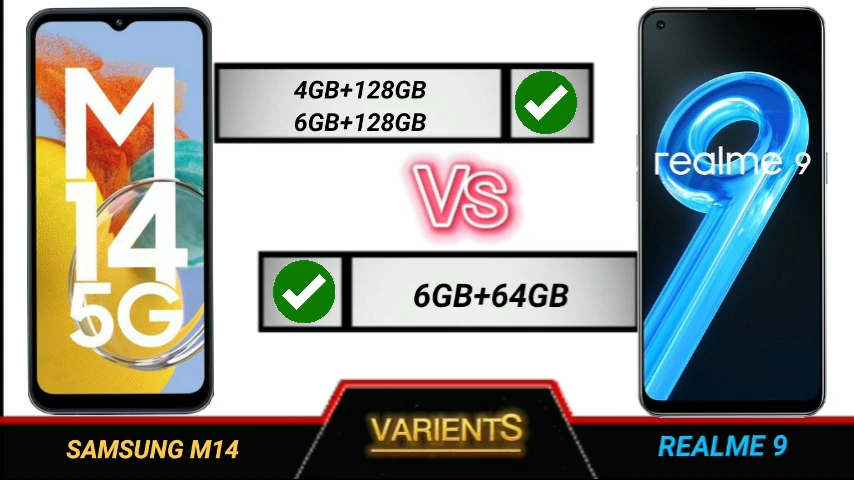 M
14
5G
4GB+128GB
6GB+128GB
VS
realme 9
6GB+64GB
VARIENTS
SAMSUNG M14
REALME 9